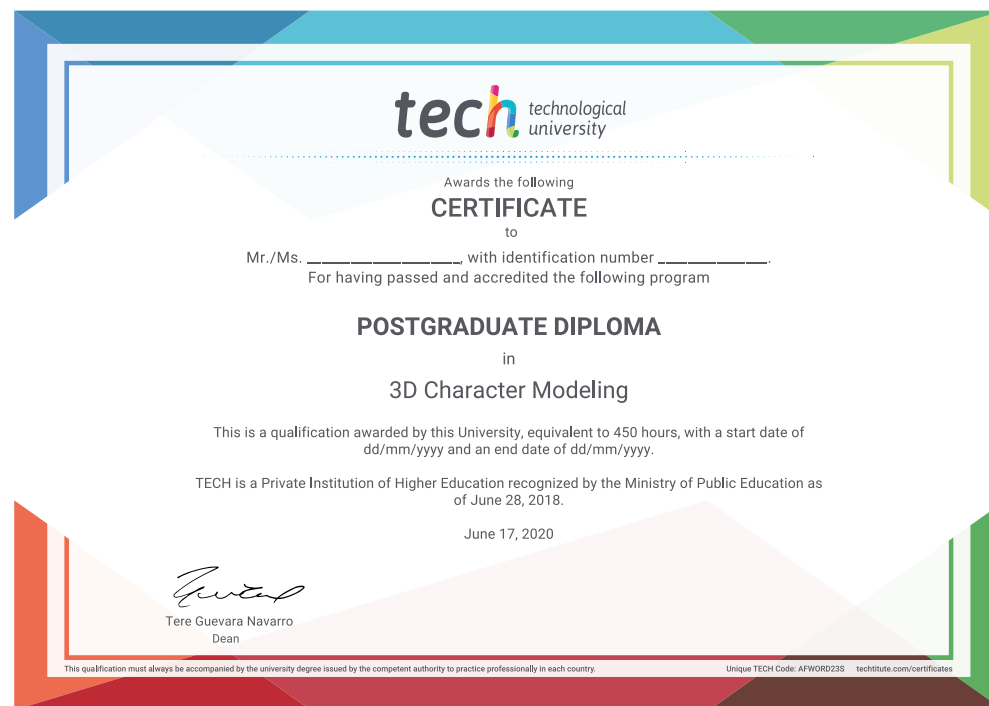 tech technological
university
Awards the following
CERTIFICATE
to
Mr./Ms. ____________________, with identification number ______________.
For having passed and accredited the following program
POSTGRADUATE DIPLOMA
in
3D Character Modeling
This is a qualification awarded by this University, equivalent to 450 hours, with a start date of
dd/mm/yyyy and an end date of dd/mm/yyyy.
TECH is a Private Institution of Higher Education recognized by the Ministry of Public Education as
of June 28, 2018.
June 17, 2020
Tere Guevara Navarro
Dean
This qualification must always be accompanied by the university degree issued by the competent authority to practice professionally in each country.
Unique TECH Code: AFWORD23S techtitute.com/certificates